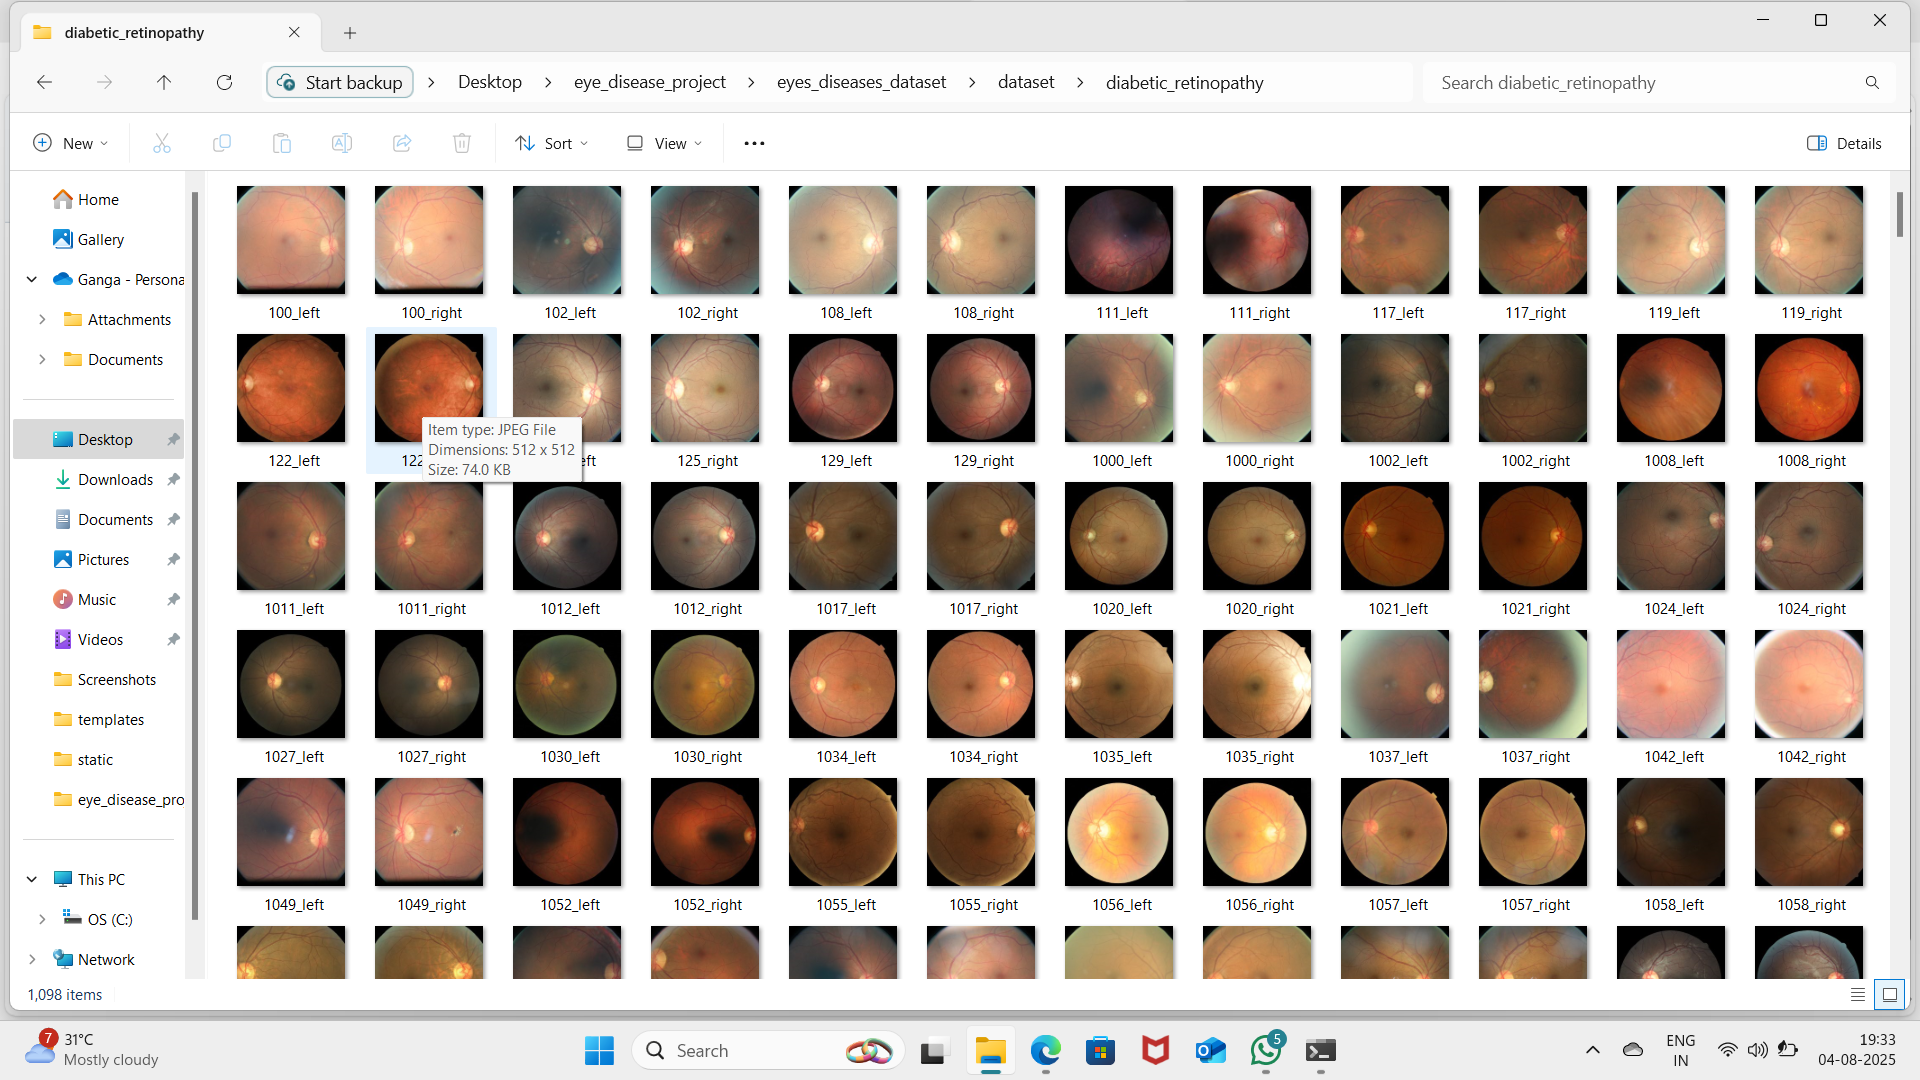 diabetic_retinopathy
Start backup > Desktop > eye_disease_project > eyes_diseases_dataset > dataset > diabetic_retinopathy
Search diabetic_retinopathy
New
Sort
View
Details
Home
Gallery
Ganga - Persona
Attachments
Documents
Desktop
Downloads
Documents
Pictures
Music
Videos
Screenshots
templates
static
eye_disease_pro
This PC
OS (C:)
Network
100_left 100_right 102_left 102_right 108_left 108_right 111_left 111_right 117_left 117_right 119_left 119_right
122_left 122 eft 125_right 129_left 129_right 1000_left 1000_right 1002_left 1002_right 1008_left 1008_right
Item type: JPEG File
Dimensions: 512 x 512
Size: 74.0 KB
1011_left 1011_right 1012_left 1012_right 1017_left 1017_right 1020_left 1020_right 1021_left 1021_right 1024_left 1024_right
1027_left 1027_right 1030_left 1030_right 1034_left 1034_right 1035_left 1035_right 1037_left 1037_right 1042_left 1042_right
1049_left 1049_right 1052_left 1052_right 1055_left 1055_right 1056_left 1056_right 1057_left 1057_right 1058_left 1058_right
1,098 items
7
31°C
Mostly cloudy
Search
5
ENG
IN
19:33
04-08-2025